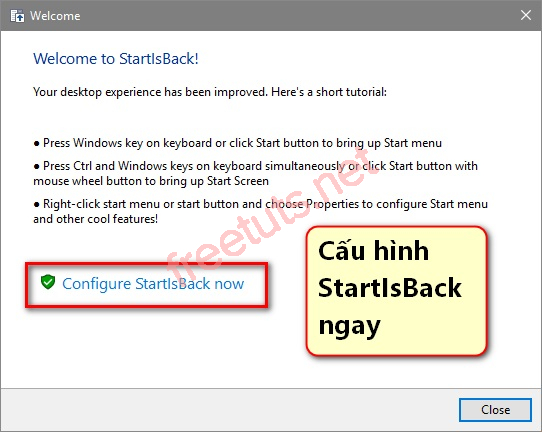 Welcome
Welcome to StartIsBack!
Your desktop experience has been improved. Here's a short tutorial:
● Press Windows key on keyboard or click Start button to bring up Start menu
● Press Ctrl and Windows keys on keyboard simultaneously or click Start button with
mouse wheel button to bring up Start Screen
● Right-click start menu or start button and choose Properties to configure Start menu
and other cool features!
freetuts.net
Configure StartIsBack now
Cấu hình
StartIsBack
ngay
Close